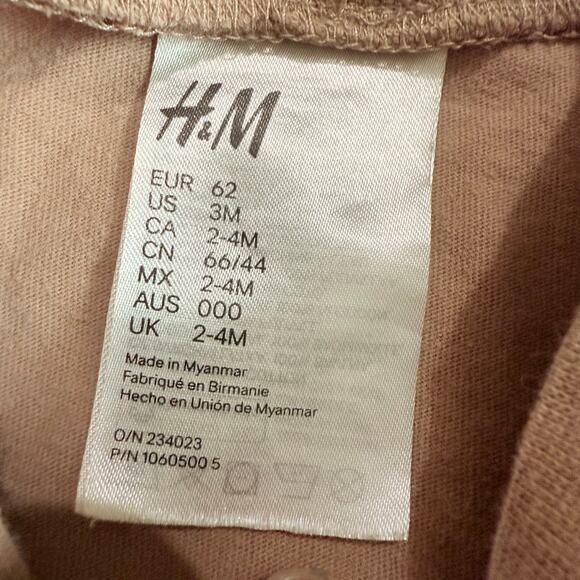 H&M
EUR 62
US 3M
CA 2-4M
CN 66/44
MX 2-4M
AUS 000
UK 2-4M
Made in Myanmar
Fabriqué en Birmanie
Hecho en Unión de Myanmar
O/N 234023
P/N 1060500 5